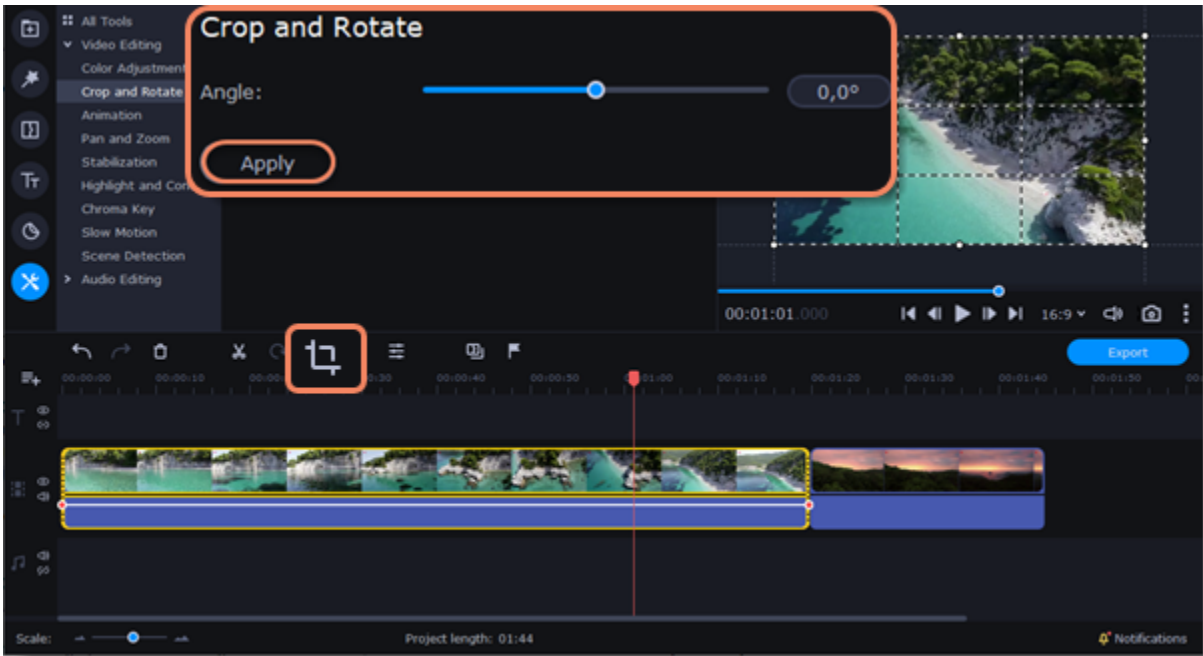 All Tools
Video Editing
Color Adjustment
Crop and Rotate
Animation
Pan and Zoom
Stabilization
Highlight and Con
Chroma Key
Slow Motion
Scene Detection
Audio Editing
Crop and Rotate
Angle:
0,0°
Apply
00:01:01.000
16:9
Export
00:00:00 00:00:10 00:00:40 00:00:50 00:01:10 00:01:20 00:01:30 00:01:40 00:01:50
Scale:
Project length: 01:44
Notifications